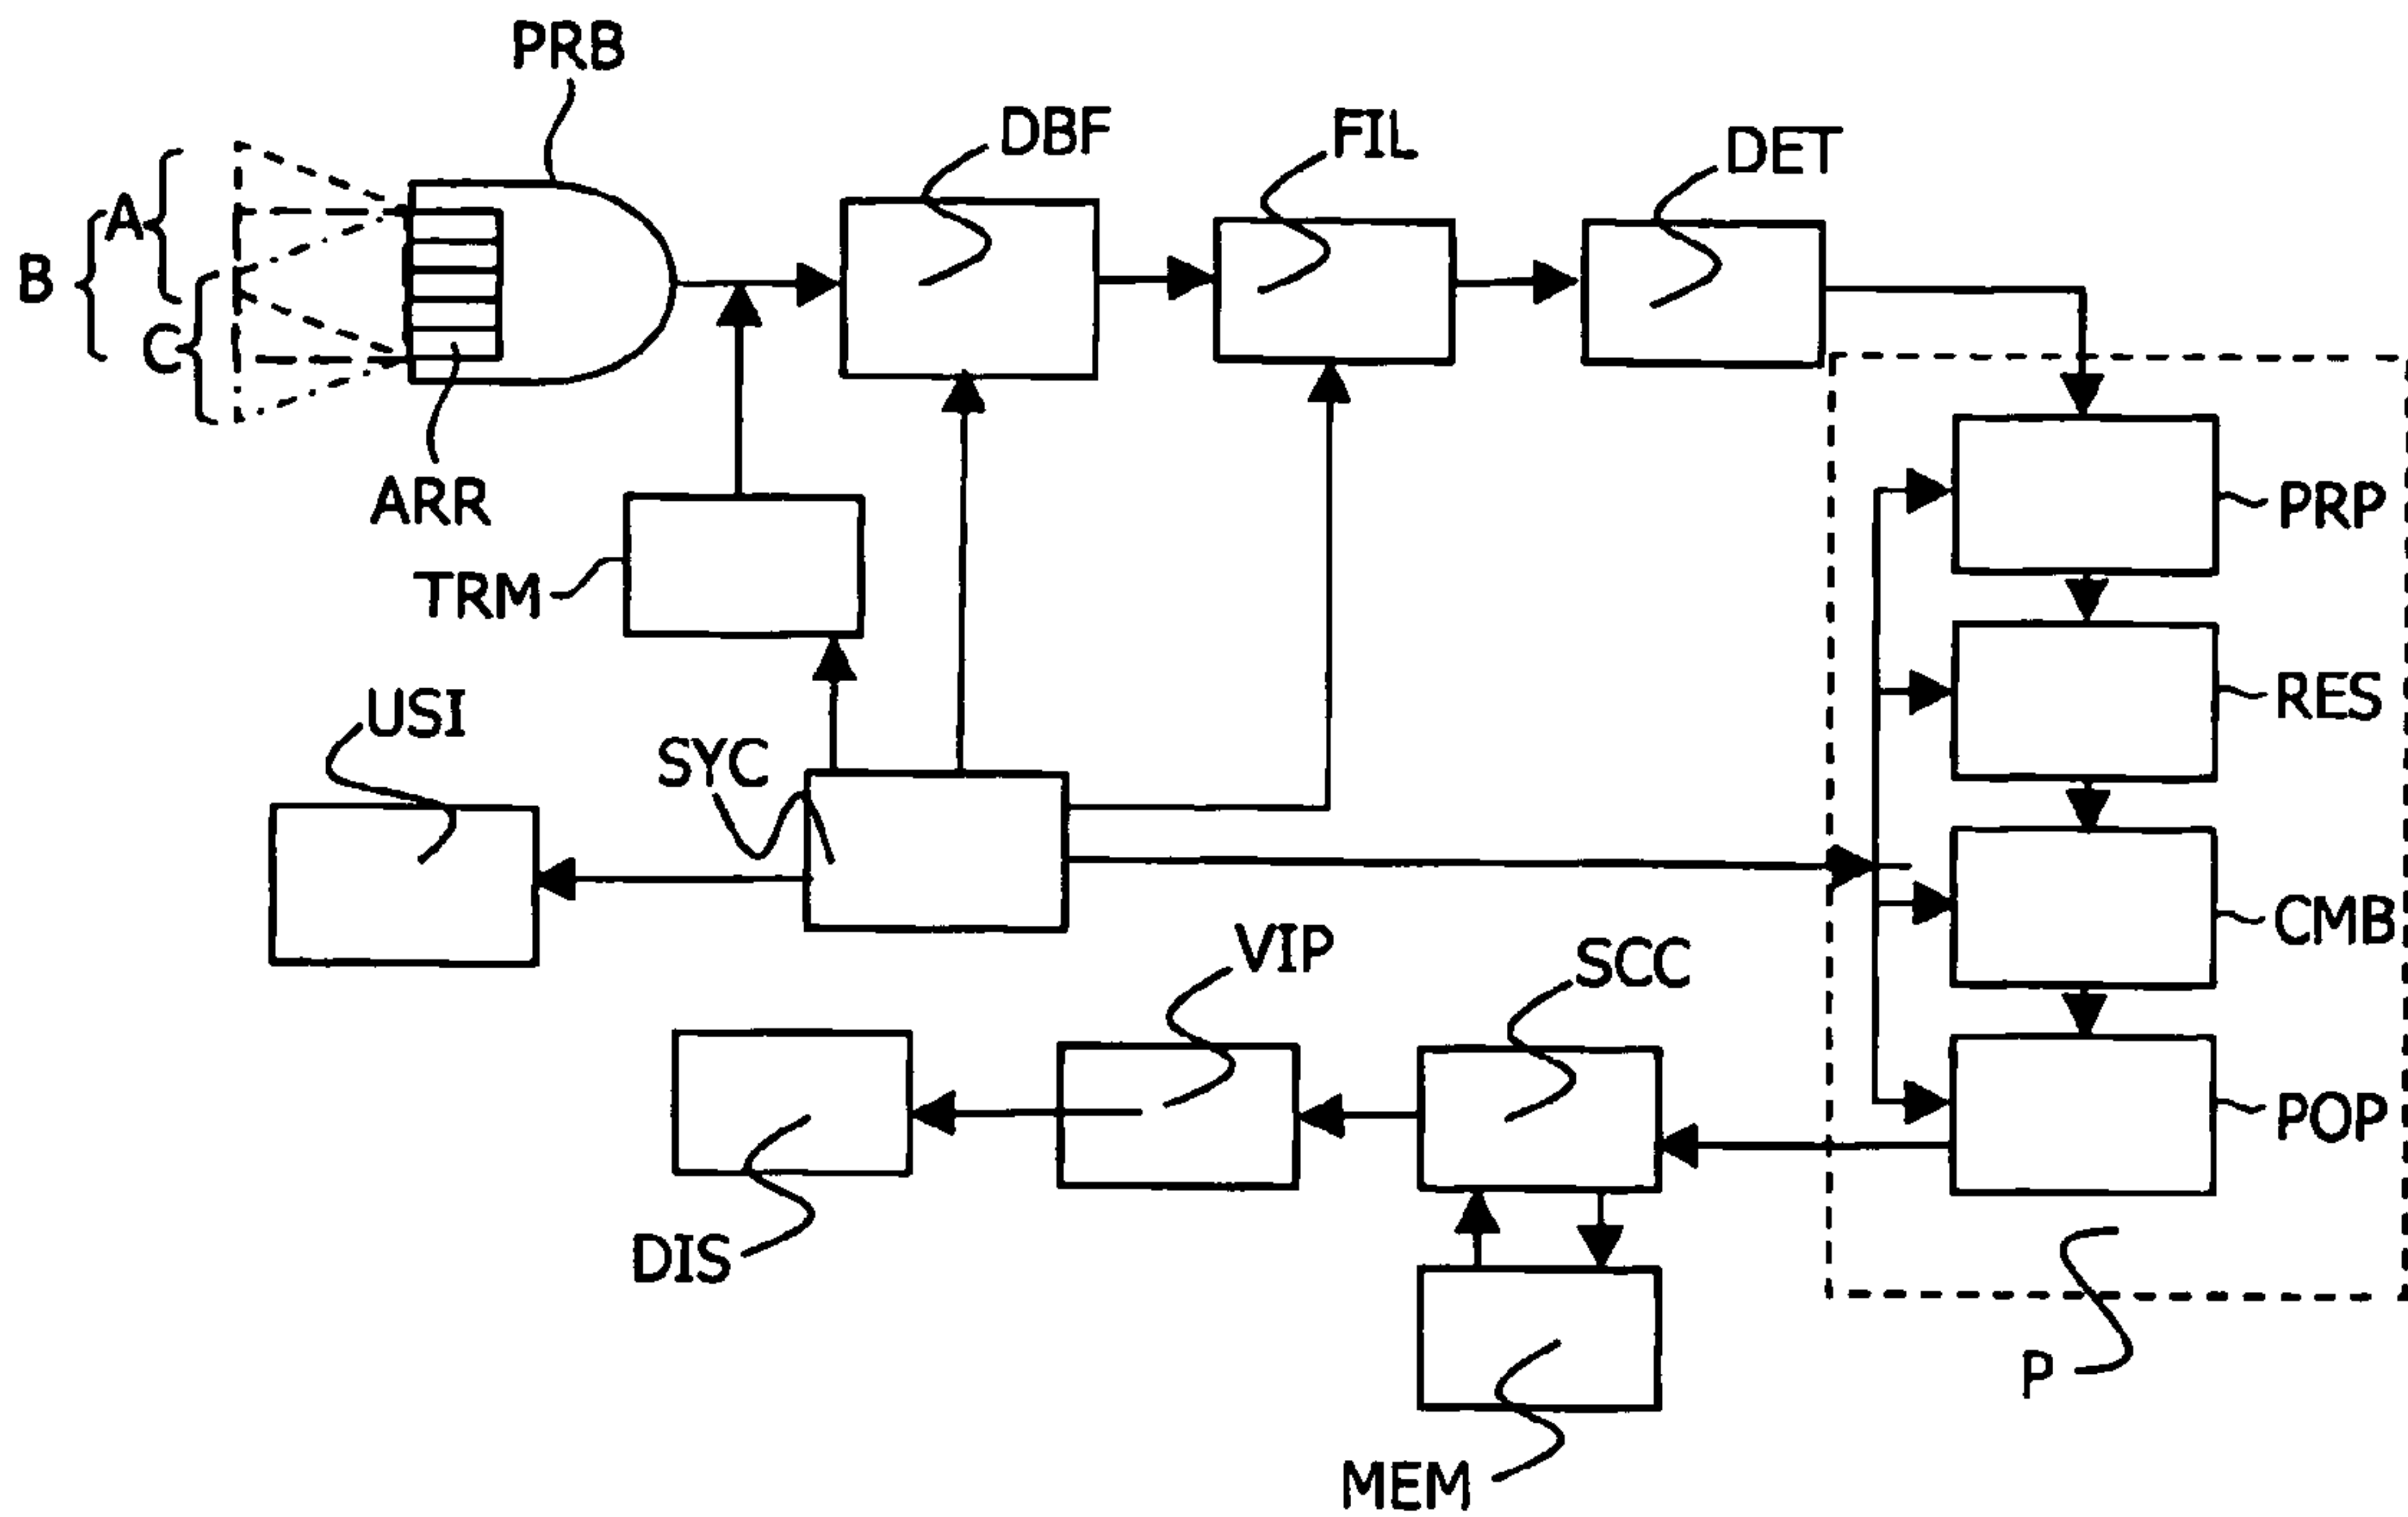 PRB
DBF
FIL
DET
A
B
C
ARR
PRP
TRM
RES
USI
SYC
CMB
VIP
SCC
POP
DIS
P
MEM